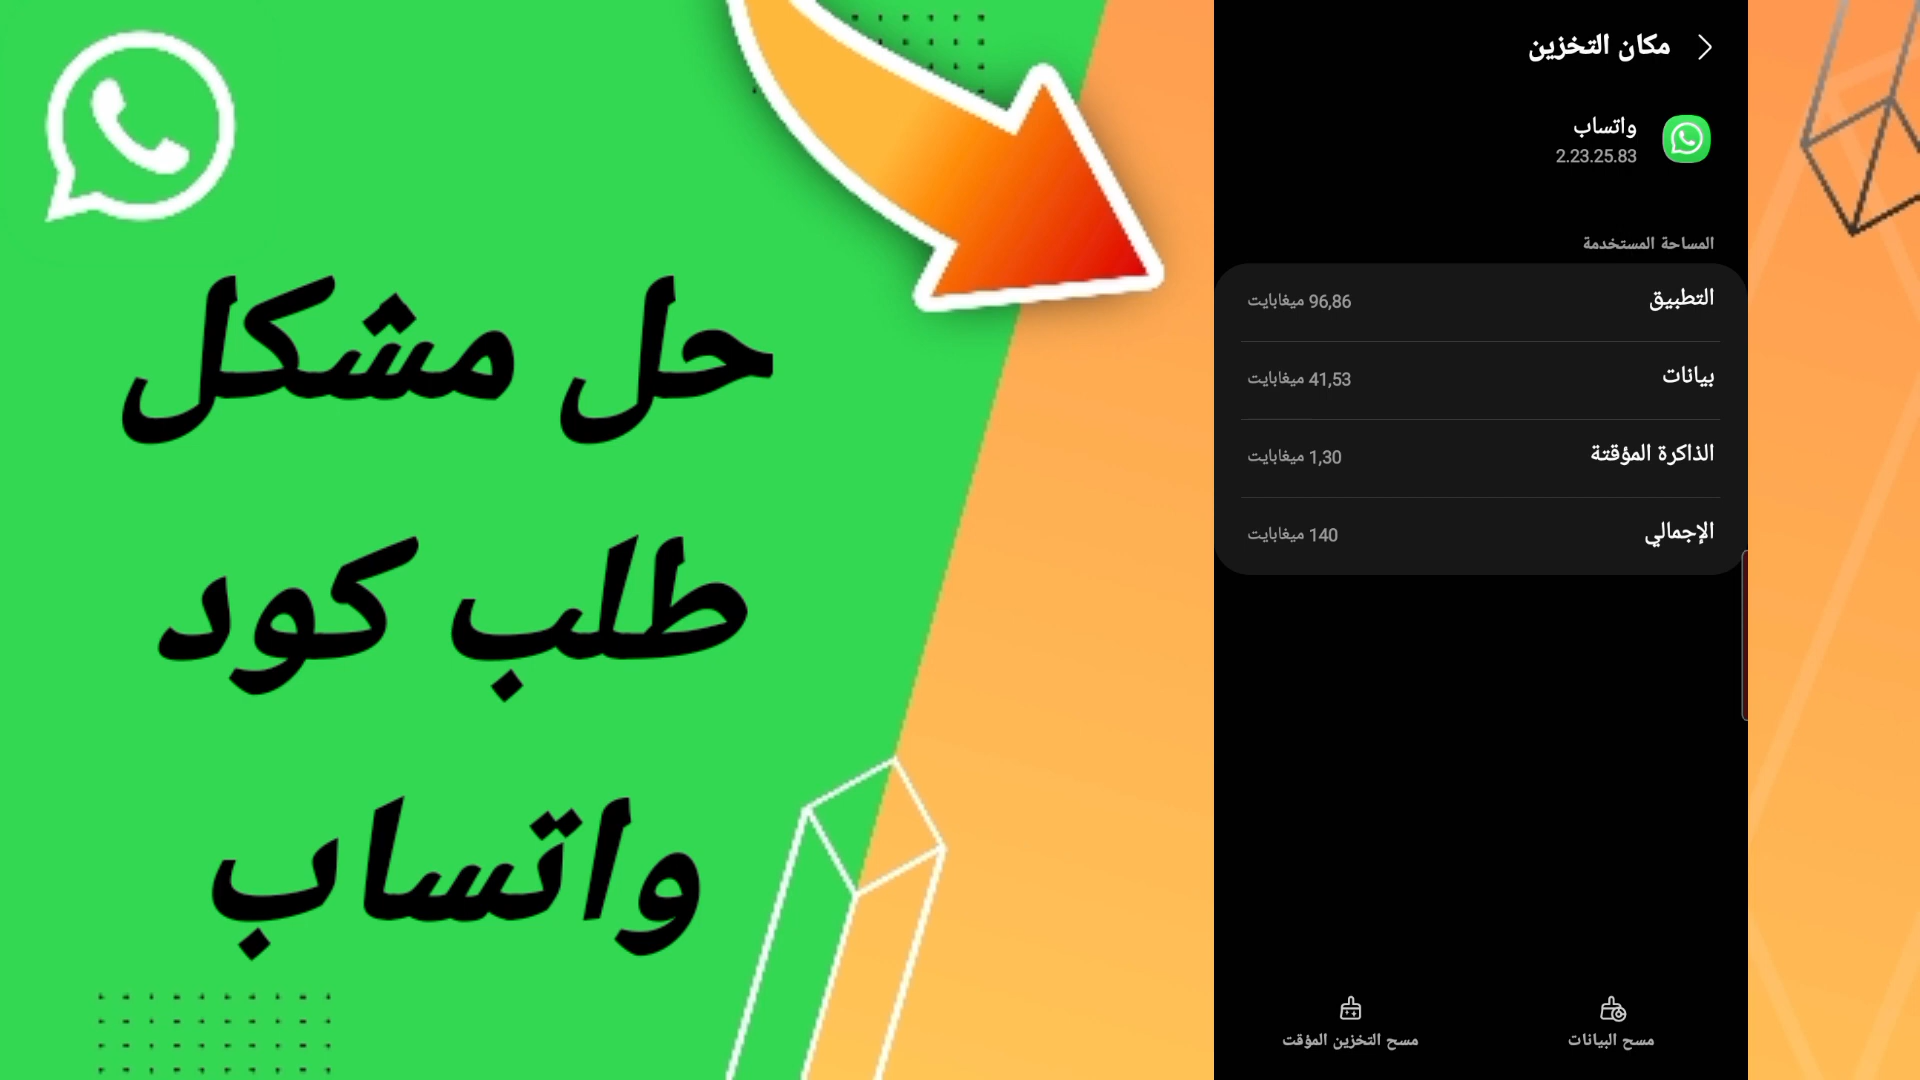 حل مشكل
طلب كود
واتساب
مكان التخزين
واتساب
2.23.25.83
المساحة المستخدمة
التطبيق
96,86 ميغابايت
بيانات
41,53 ميغابايت
الذاكرة المؤقتة
1,30 ميغابايت
الإجمالي
140 ميغابايت
مسح البيانات
مسح التخزين المؤقت